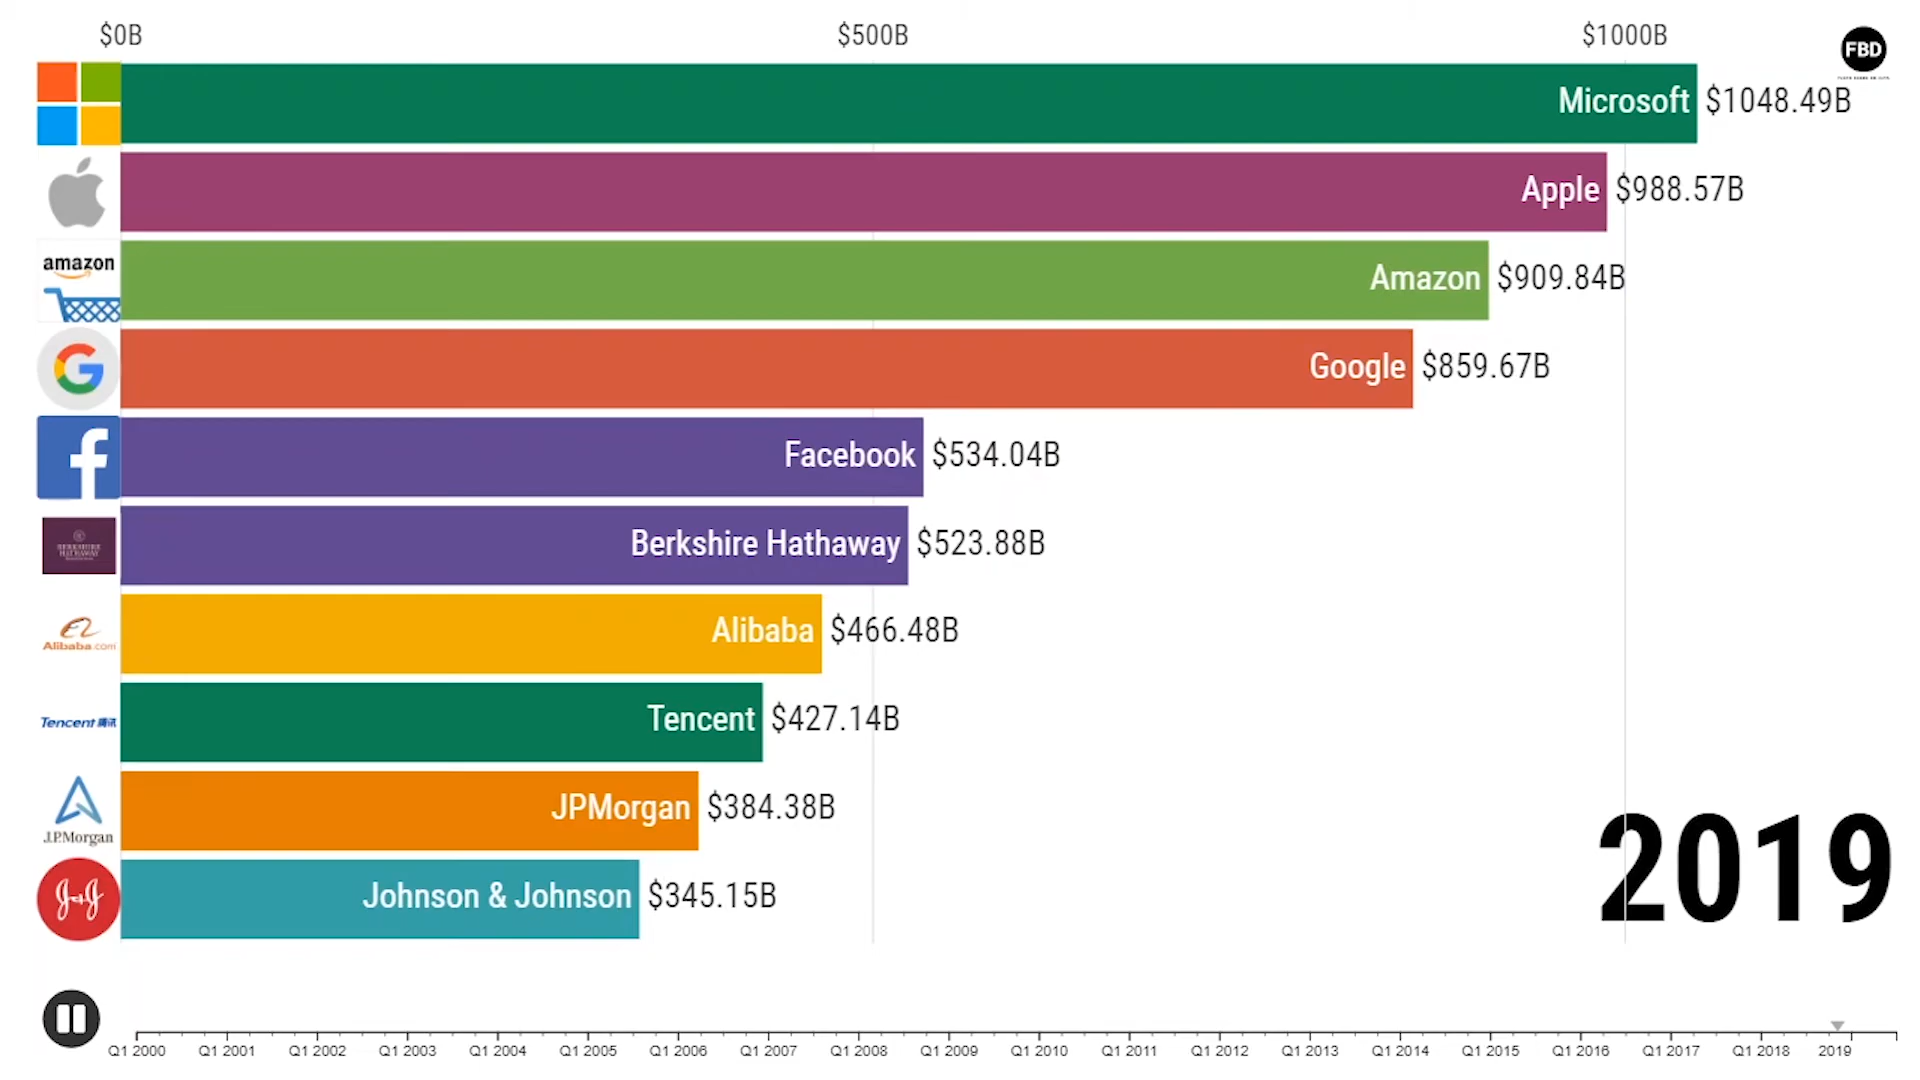 $0B $500B $1000B
FBD
Microsoft $1048.49B
Apple $988.57B
amazon
Amazon $909.84B
Google $859.67B
Facebook $534.04B
BERKSHIRE
HATHAWAY
Berkshire Hathaway $523.88B
Alibaba.com
Alibaba $466.48B
Tencent 腾讯
Tencent $427.14B
J.P.Morgan
JPMorgan $384.38B
J&J
Johnson & Johnson $345.15B
2019
Q1 2000 Q1 2001 Q1 2002 Q1 2003 Q1 2004 Q1 2005 Q1 2006 Q1 2007 Q1 2008 Q1 2009 Q1 2010 Q1 2011 Q1 2012 Q1 2013 Q1 2014 Q1 2015 Q1 2016 Q1 2017 Q1 2018 2019